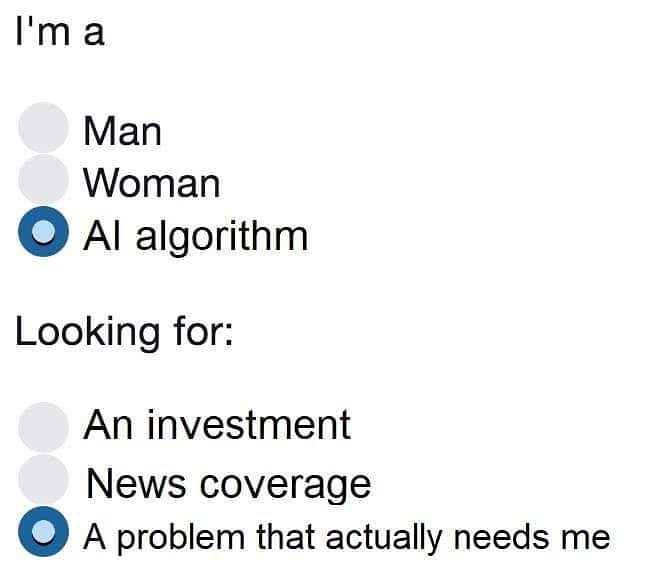 I'm a
Man
Woman
AI algorithm
Looking for:
An investment
News coverage
A problem that actually needs me